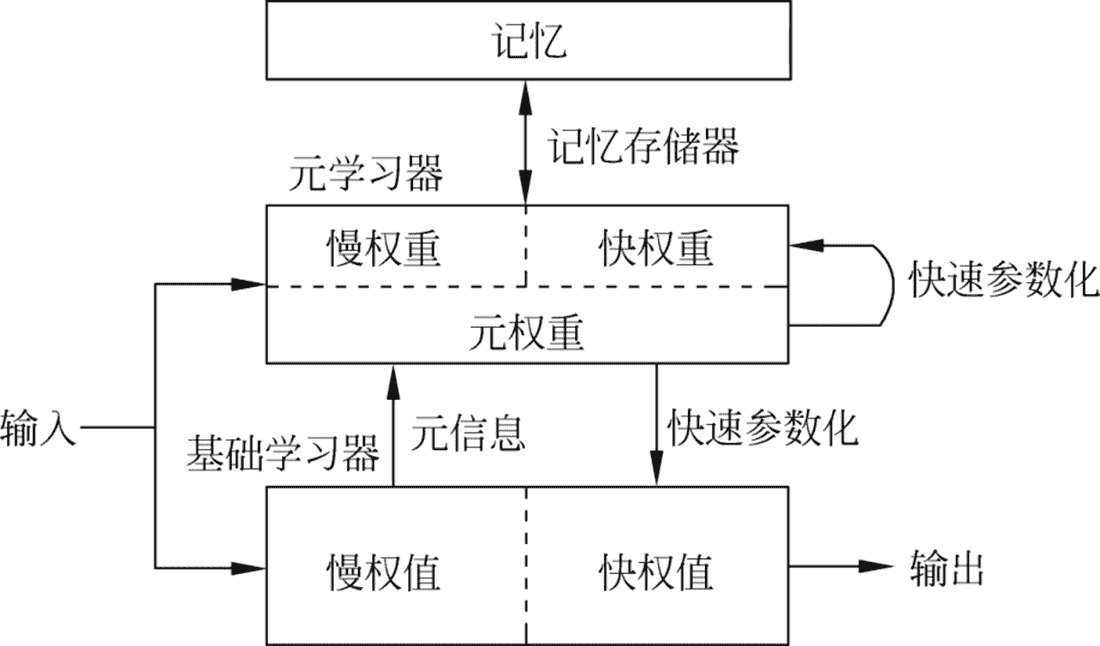 记忆
记忆存储器
元学习器
慢权重
快权重
快速参数化
元权重
输入
元信息
快速参数化
基础学习器
慢权值
快权值
输出